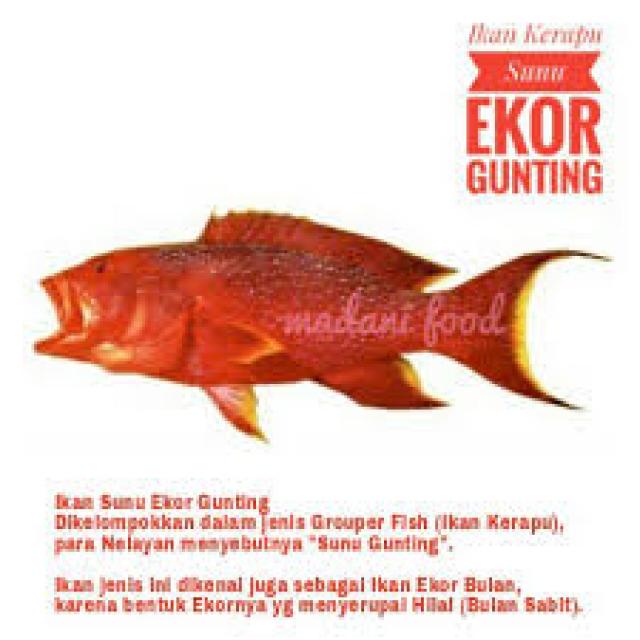 Ikan Kerapu
Sunu
EKOR
GUNTING
madani food
Ikan Sunu Ekor Gunting
Dikelompokkan dalam jenis Grouper Fish (Ikan Kerapu),
para Nelayan menyebutnya "Sunu Gunting".
Ikan jenis ini dikenal juga sebagai Ikan Ekor Bulan,
karena bentuk Ekornya yg menyerupai Hilal (Bulan Sabit).